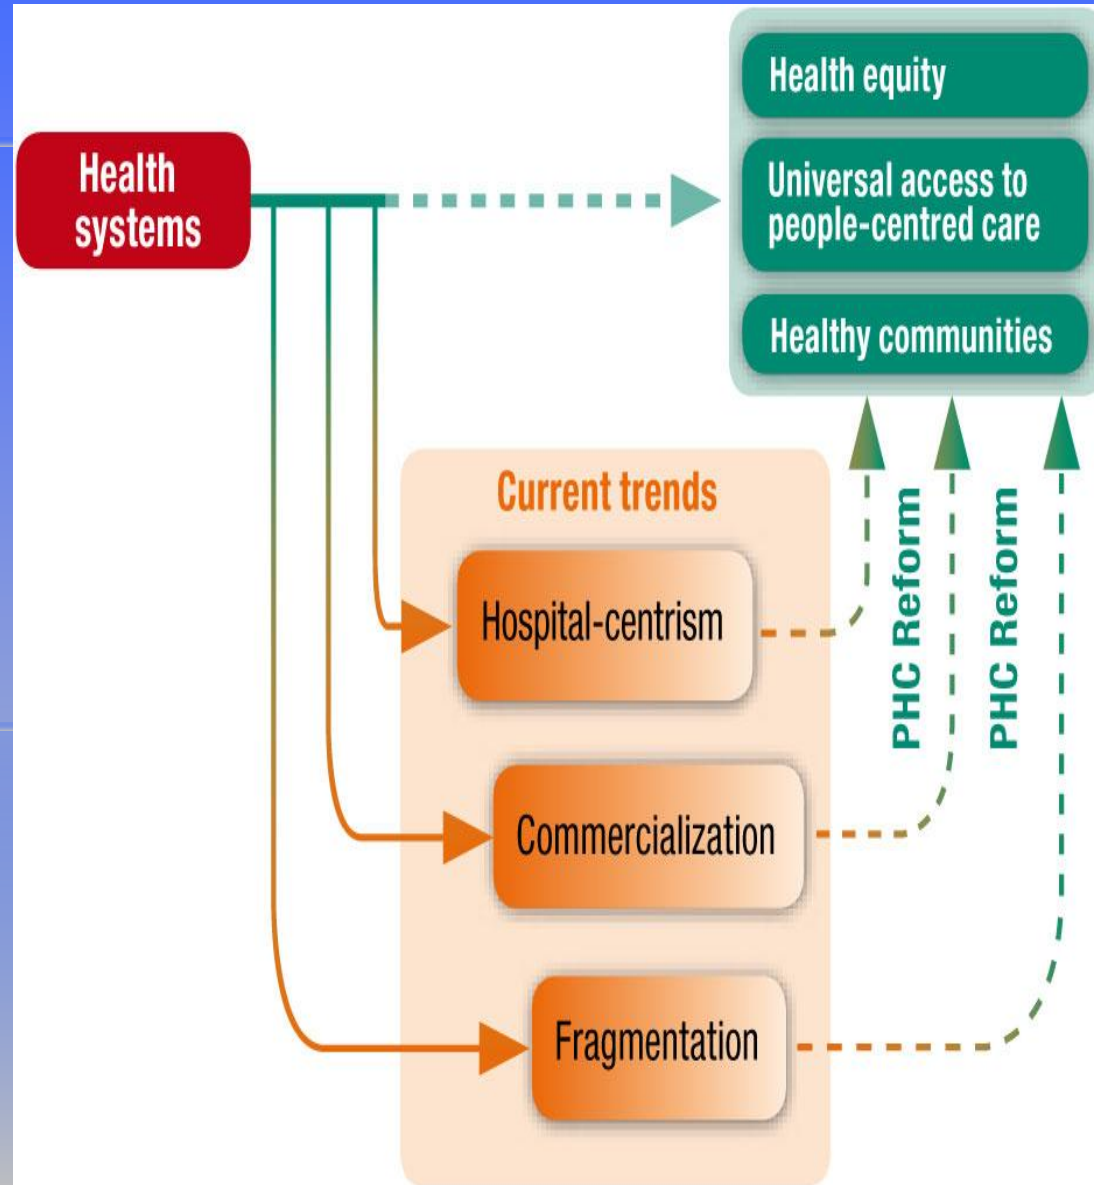 Health
systems
Health equity
Universal access to
people-centred care
Healthy communities
Current trends
Hospital-centrism
Commercialization
Fragmentation
PHC Reform
PHC Reform